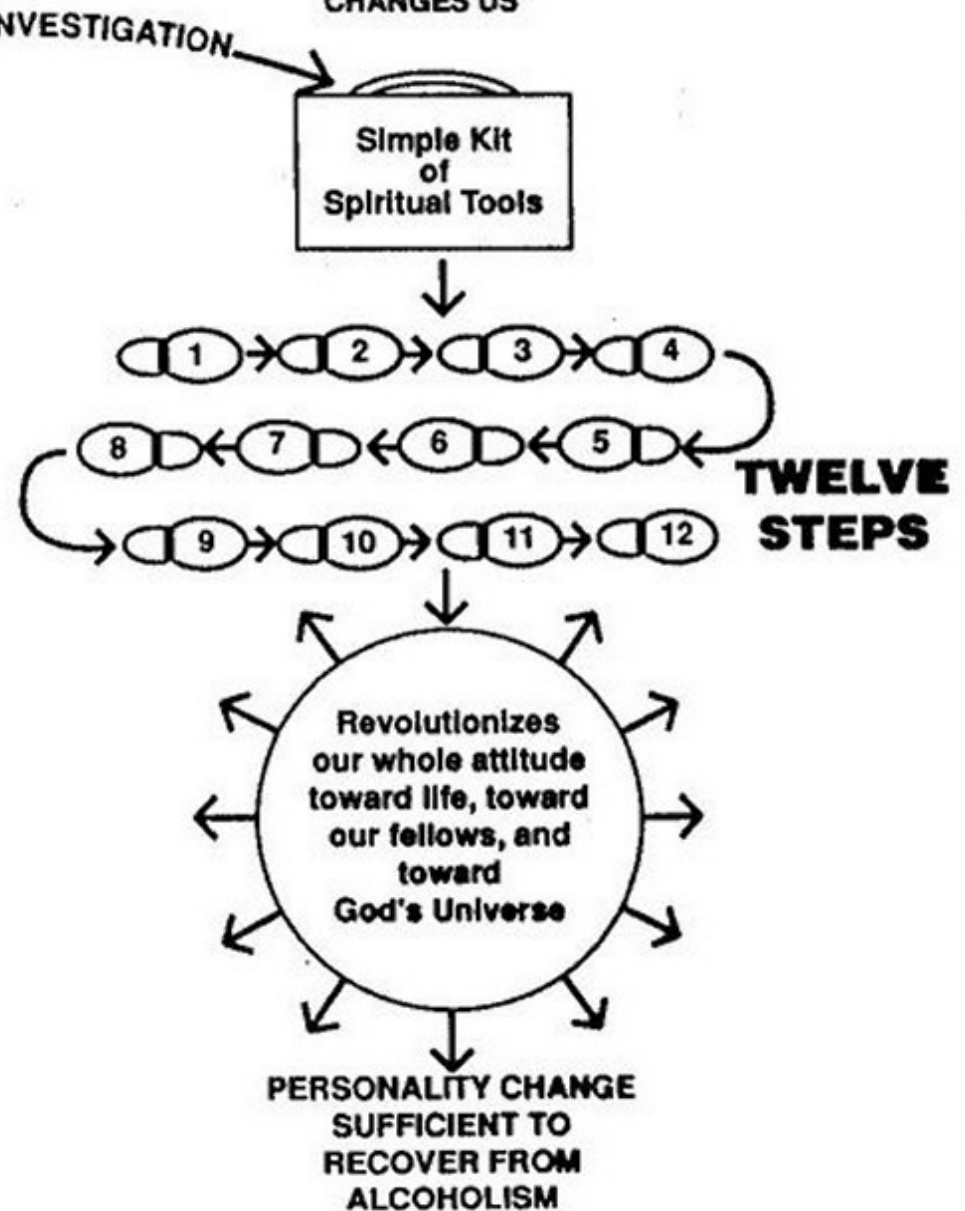 CHANGES US
NVESTIGATION
Simple Kit
of
Spiritual Tools
1 2 3 4
8 7 6 5
TWELVE
STEPS
9 10 11 12
Revolutionizes
our whole attitude
toward life, toward
our fellows, and
toward
God's Universe
PERSONALITY CHANGE
SUFFICIENT TO
RECOVER FROM
ALCOHOLISM